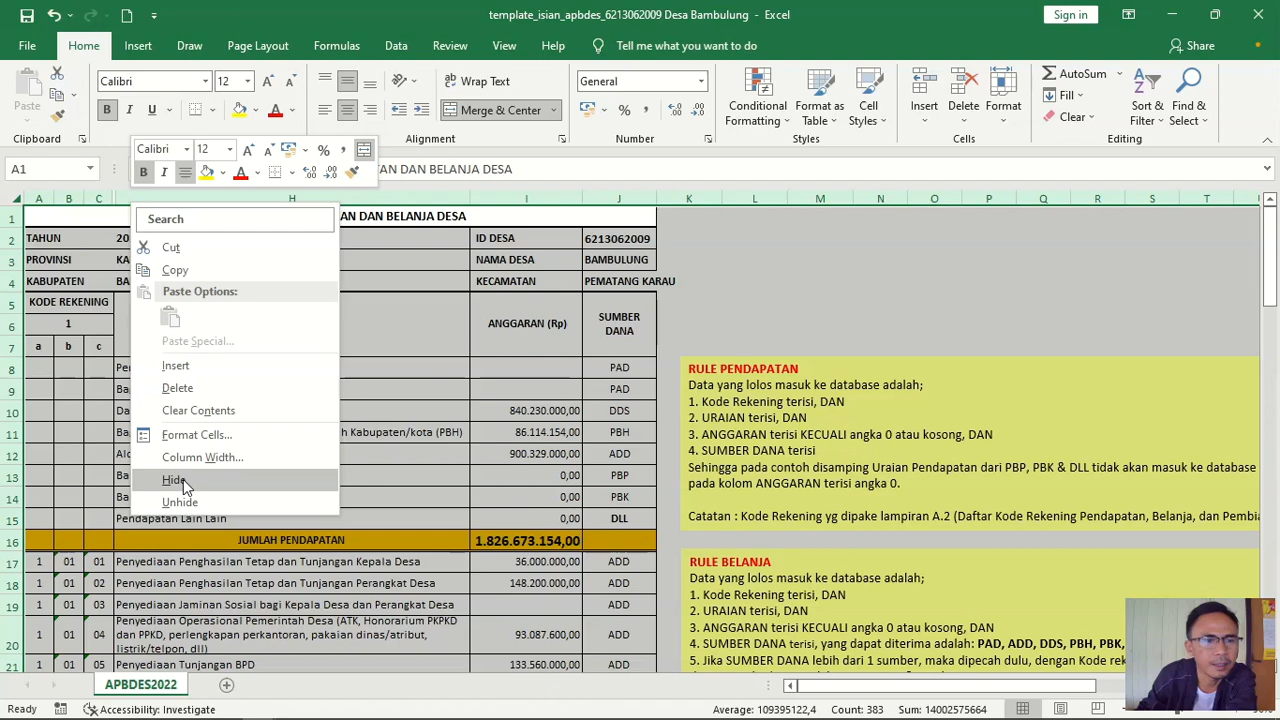 template_isian_apbdes_6213062009 Desa Bambulung - Excel
Sign in
File Home Insert Draw Page Layout Formulas Data Review View Help Tell me what you want to do Share
Paste
Calibri 12
B I U
Wrap Text
Merge & Center
General
Conditional Formatting
Format as Table
Cell Styles
Insert
Delete
Format
AutoSum
Fill
Clear
Sort & Filter
Find & Select
Clipboard Alignment Number Styles Cells Editing
Calibri 12
B I
A1
TAN DAN BELANJA DESA
A B C H I J K L M N O P Q R S T
Search
Cut
Copy
Paste Options:
Paste Special...
Insert
Delete
Clear Contents
Format Cells...
Column Width...
Hide
Unhide
1 AN DAN BELANJA DESA
2 TAHUN 20 ID DESA 6213062009
3 PROVINSI KA NAMA DESA BAMBULUNG
4 KABUPATEN BA KECAMATAN PEMATANG KARAU
5 KODE REKENING
6 1 ANGGARAN (Rp) SUMBER DANA
7 a b c
8 Pe PAD
9 Ba PAD
10 Da 840.230.000,00 DDS
11 Ba h Kabupaten/kota (PBH) 86.114.154,00 PBH
12 Al 900.329.000,00 ADD
13 Ba 0,00 PBP
14 Ba 0,00 PBK
15 Pendapatan Lain Lain 0,00 DLL
16 JUMLAH PENDAPATAN 1.826.673.154,00
17 1 01 01 Penyediaan Penghasilan Tetap dan Tunjangan Kepala Desa 36.000.000,00 ADD
18 1 01 02 Penyediaan Penghasilan Tetap dan Tunjangan Perangkat Desa 148.200.000,00 ADD
19 1 01 03 Penyediaan Jaminan Sosial bagi Kepala Desa dan Perangkat Desa ADD
20 1 01 04 Penyediaan Operasional Pemerintah Desa (ATK, Honorarium PKPKD dan PPKD, perlengkapan perkantoran, pakaian dinas/atribut, listrik/telpon, dll) 93.087.600,00 ADD
21 1 01 05 Penyediaan Tunjangan BPD 133.560.000,00 ADD
RULE PENDAPATAN
Data yang lolos masuk ke database adalah;
1. Kode Rekening terisi, DAN
2. URAIAN terisi, DAN
3. ANGGARAN terisi KECUALI angka 0 atau kosong, DAN
4. SUMBER DANA terisi
Sehingga pada contoh disamping Uraian Pendapatan dari PBP, PBK & DLL tidak akan masuk ke database
pada kolom ANGGARAN terisi angka 0.
Catatan : Kode Rekening yg dipake lampiran A.2 (Daftar Kode Rekening Pendapatan, Belanja, dan Pembia
RULE BELANJA
Data yang lolos masuk ke database adalah;
1. Kode Rekening terisi, DAN
2. URAIAN terisi, DAN
3. ANGGARAN terisi KECUALI angka 0 atau kosong, DAN
4. SUMBER DANA terisi, yang dapat diterima adalah: PAD, ADD, DDS, PBH, PBK,
5. Jika SUMBER DANA lebih dari 1 sumber, maka dipecah dulu, dengan Kode rek
APBDES2022
Ready Accessibility: Investigate Average: 109395122,4 Count: 383 Sum: 14002575664